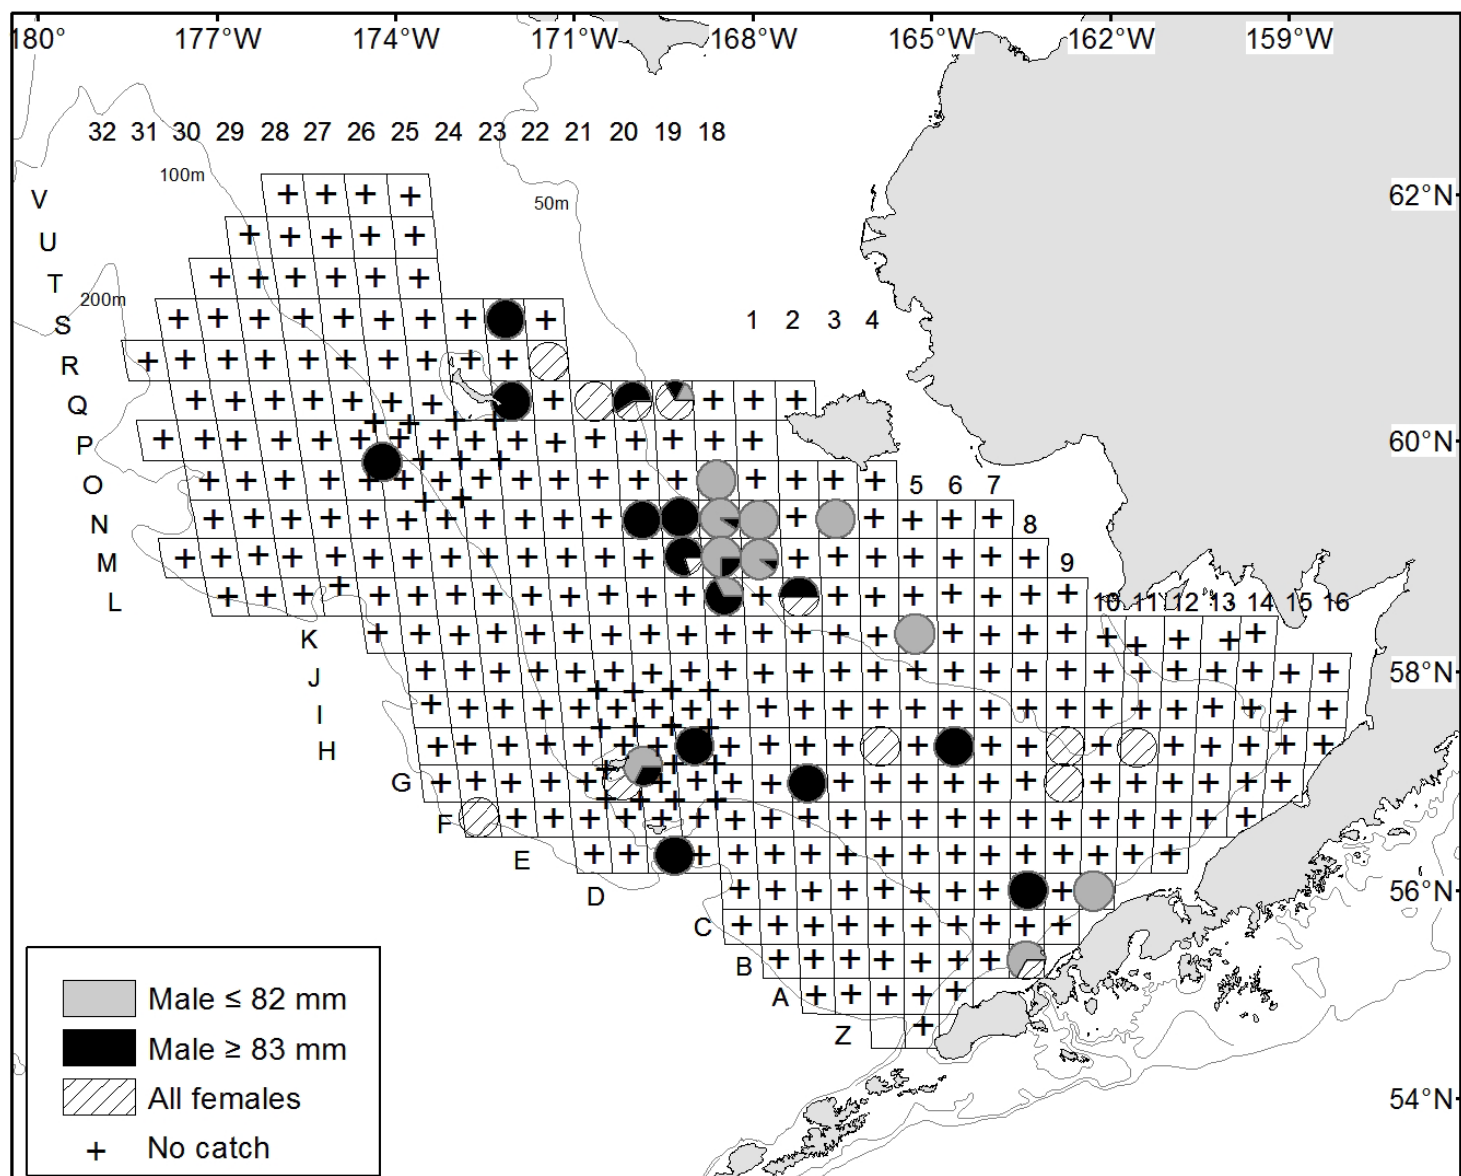 180° 177°W 174°W 171°W 168°W 165°W 162°W 159°W
32 31 30 29 28 27 26 25 24 23 22 21 20 19 18
100m
62°N
V
50m
U
T
200m
S
1 2 3 4
R
Q
60°N
P
O
5 6 7
N
8
M
9
L
10 11 12 13 14 15 16
K
J
58°N
I
H
G
F
E
D
56°N
C
B
A
Z
Male ≤ 82 mm
Male ≥ 83 mm
All females
54°N
No catch